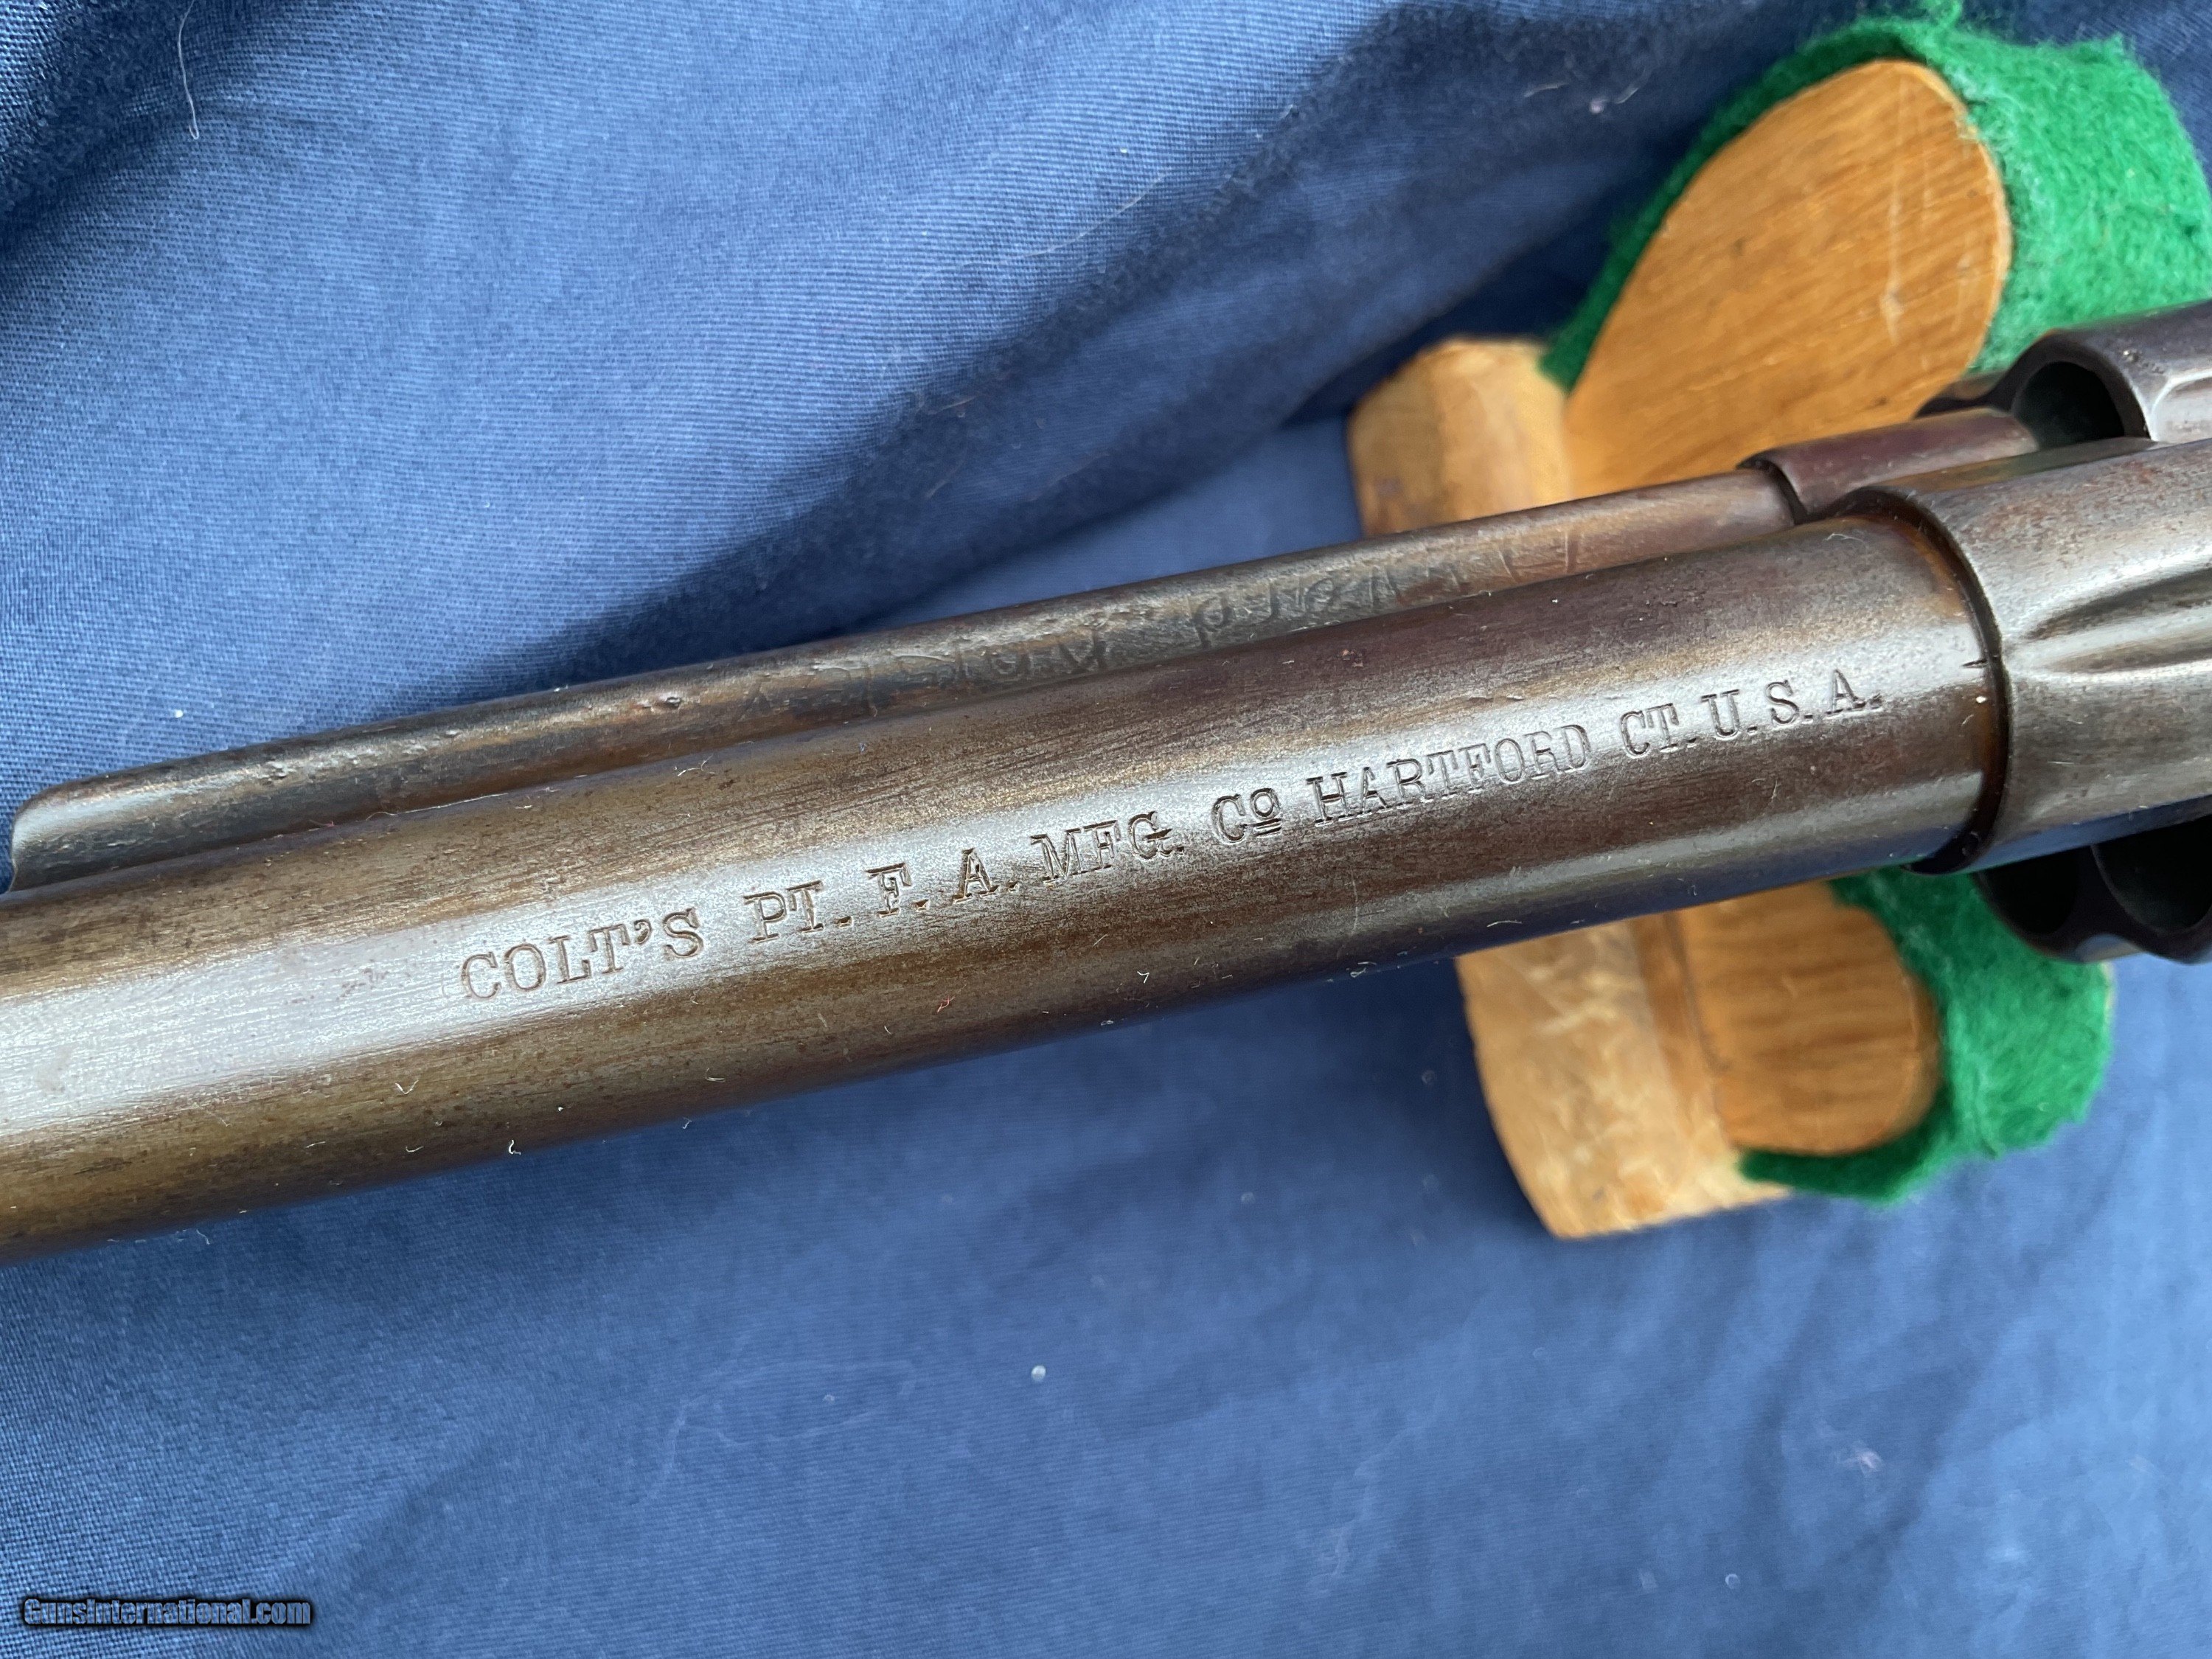 COLT'S PT. F. A. MFG. Cº HARTFORD CT. U.S.A.
GunsInternational.com